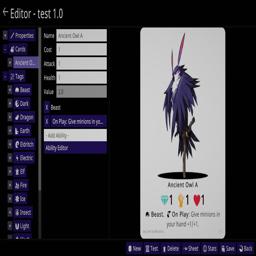 Editor - test 1.0
Properties
Cards
Ancient O...
Tags
Beast
Dark
Dragon
Earth
Eldritch
Electric
Elf
Fire
Ice
Insect
Light
Name Ancient Owl A
Cost 1
Attack 1
Health 1
Value 2.0
X Beast
X On Play: Give minions in yo...
- Add Ability -
Ability Editor
Ancient Owl A
1 1 1
Beast. On Play: Give minions in
your hand +1/+1.
New Test Delete Sheet Stats Save Back